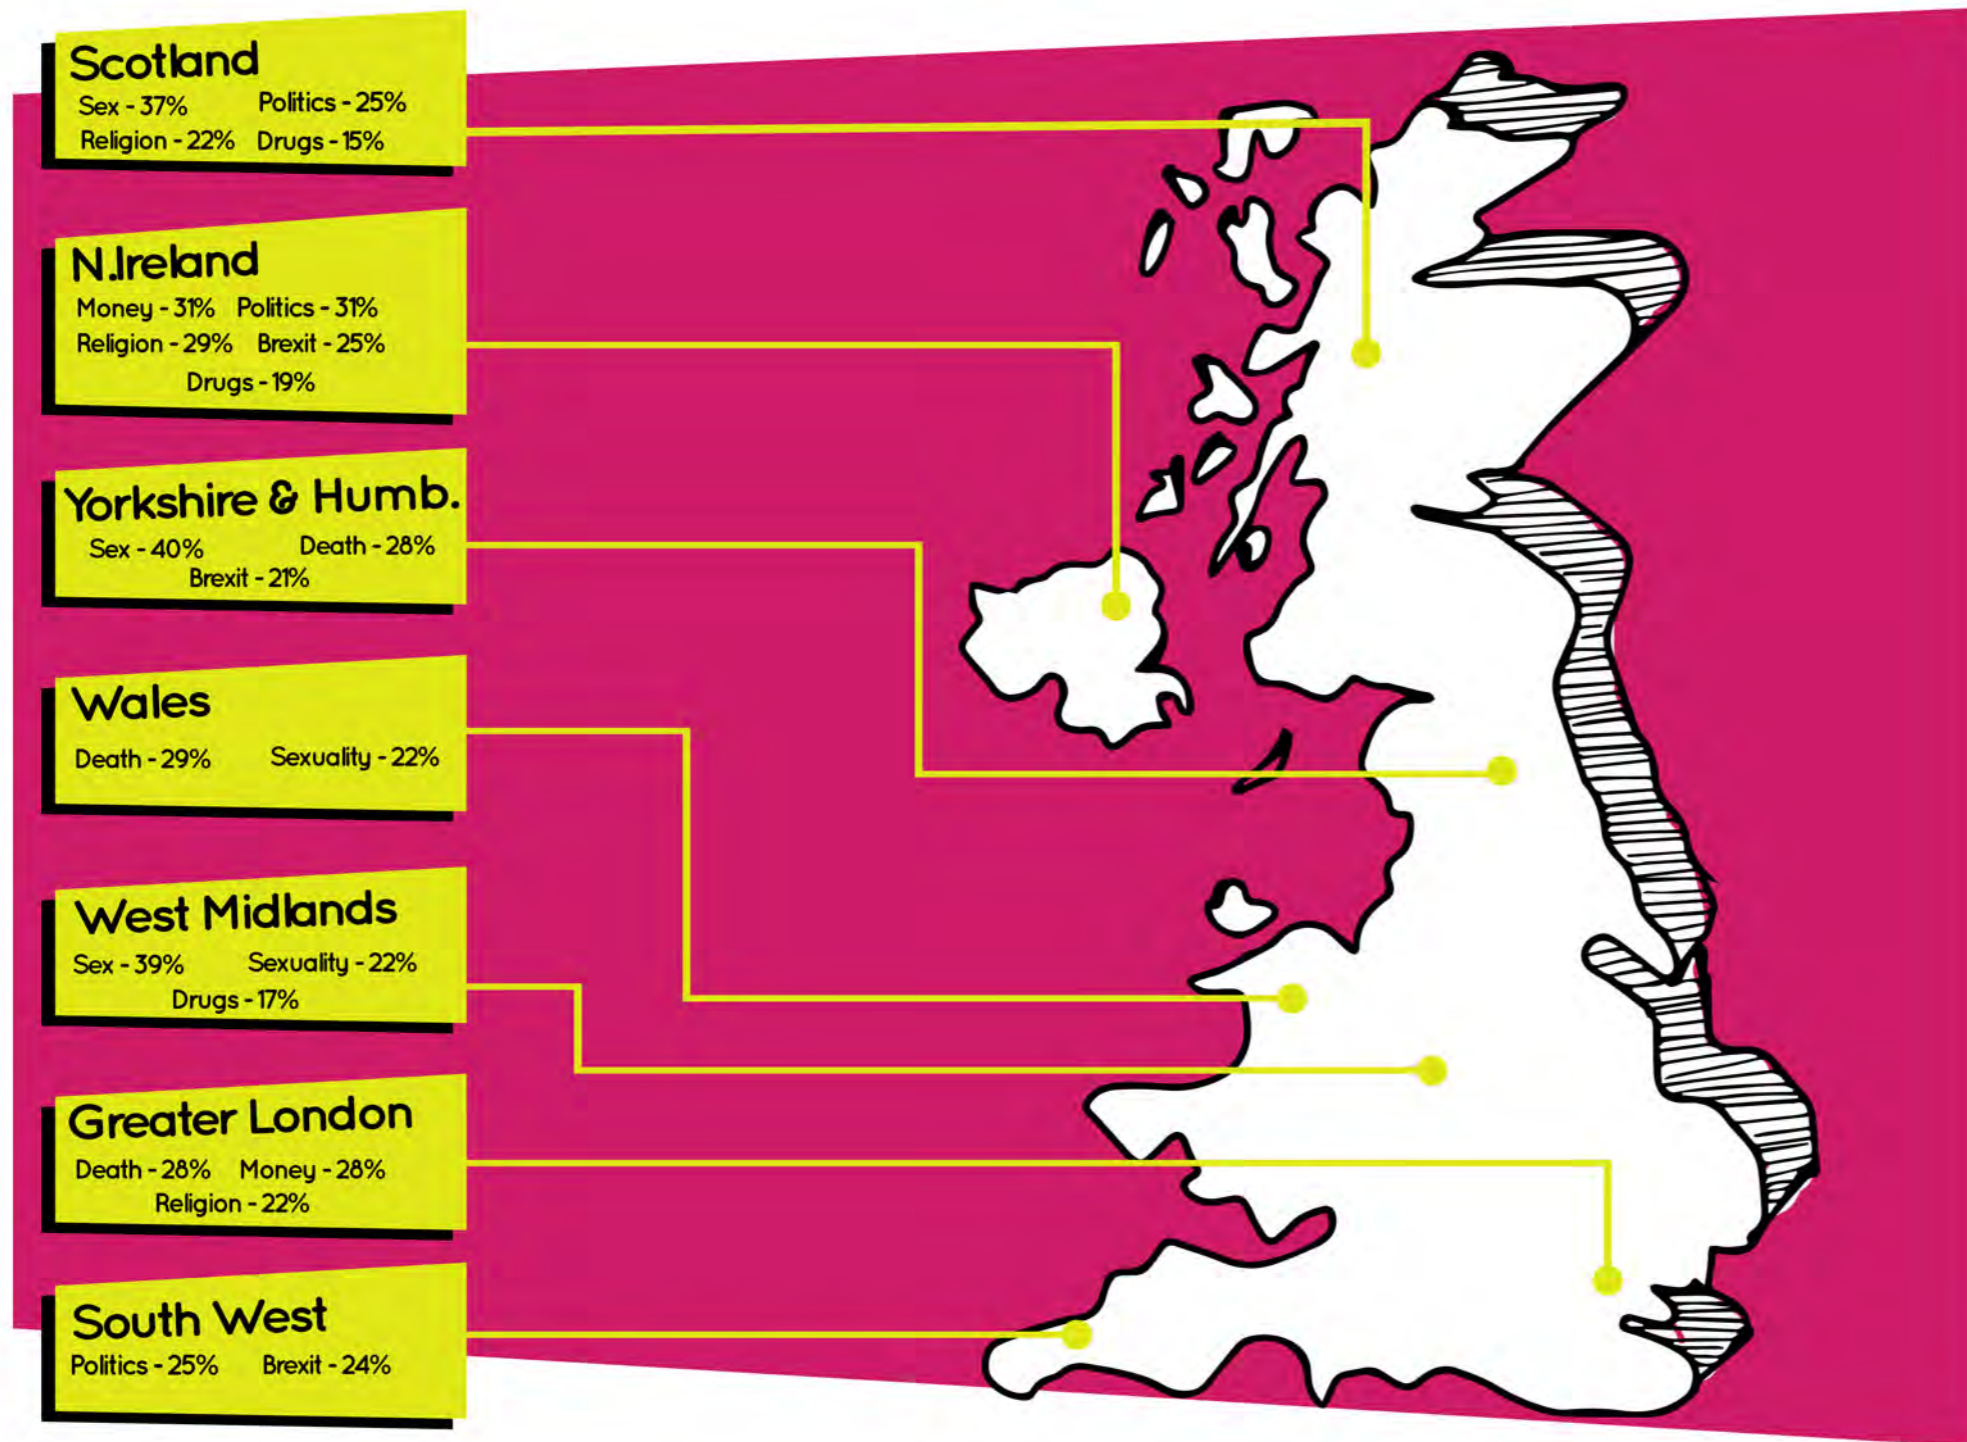 Scotland
Sex - 37% Politics - 25%
Religion - 22% Drugs - 15%
N.Ireland
Money - 31% Politics - 31%
Religion - 29% Brexit - 25%
Drugs - 19%
Yorkshire & Humb.
Sex - 40% Death - 28%
Brexit - 21%
Wales
Death - 29% Sexuality - 22%
West Midlands
Sex - 39% Sexuality - 22%
Drugs - 17%
Greater London
Death - 28% Money - 28%
Religion - 22%
South West
Politics - 25% Brexit - 24%